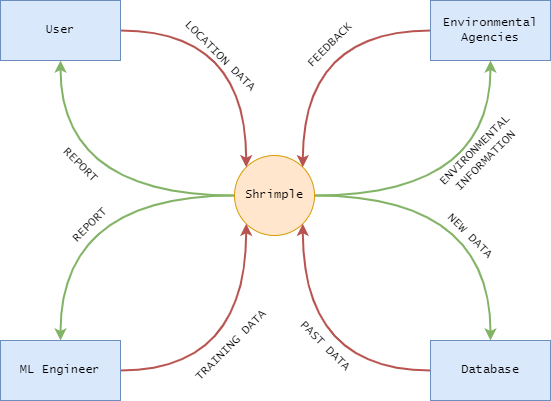 User
Environmental
Agencies
LOCATION DATA
FEEDBACK
REPORT
ENVIRONMENTAL
INFORMATION
Shrimple
REPORT
NEW DATA
TRAINING DATA
PAST DATA
ML Engineer
Database